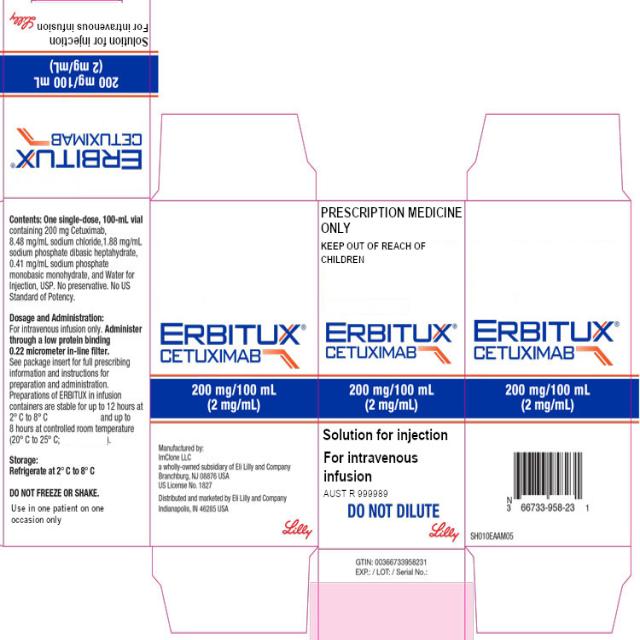 Lilly
For intravenous infusion
Solution for injection
200 mg/100 mL
(2 mg/mL)
ERBITUX®
CETUXIMAB
Contents: One single-dose, 100-mL vial
containing 200 mg Cetuximab,
8.48 mg/mL sodium chloride,1.88 mg/mL
sodium phosphate dibasic heptahydrate,
0.41 mg/mL sodium phosphate
monobasic monohydrate, and Water for
Injection, USP. No preservative. No US
Standard of Potency.
Dosage and Administration:
For intravenous infusion only. Administer
through a low protein binding
0.22 micrometer in-line filter.
See package insert for full prescribing
information and instructions for
preparation and administration.
Preparations of ERBITUX in infusion
containers are stable for up to 12 hours at
2° C to 8° C and up to
8 hours at controlled room temperature
(20° C to 25° C; ).
Storage:
Refrigerate at 2° C to 8° C
DO NOT FREEZE OR SHAKE.
Use in one patient on one
occasion only
ERBITUX®
CETUXIMAB
200 mg/100 mL
(2 mg/mL)
Manufactured by:
ImClone LLC
a wholly-owned subsidiary of Eli Lilly and Company
Branchburg, NJ 08876 USA
US License No. 1827
Distributed and marketed by Eli Lilly and Company
Indianapolis, IN 46285 USA
Lilly
PRESCRIPTION MEDICINE
ONLY
KEEP OUT OF REACH OF
CHILDREN
ERBITUX®
CETUXIMAB
200 mg/100 mL
(2 mg/mL)
Solution for injection
For intravenous
infusion
AUST R 999989
DO NOT DILUTE
Lilly
GTIN: 00366733958231
EXP.: / LOT: / Serial No.:
ERBITUX®
CETUXIMAB
200 mg/100 mL
(2 mg/mL)
N
3 66733-958-23 1
SH010EAAM05